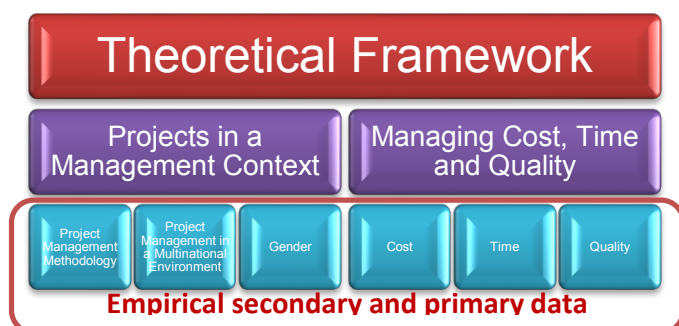 Theoretical Framework
Projects in a
Management Context
Managing Cost, Time
and Quality
Project
Management
Methodology
Project
Management in
a Multinational
Environment
Gender
Cost
Time
Quality
Empirical secondary and primary data